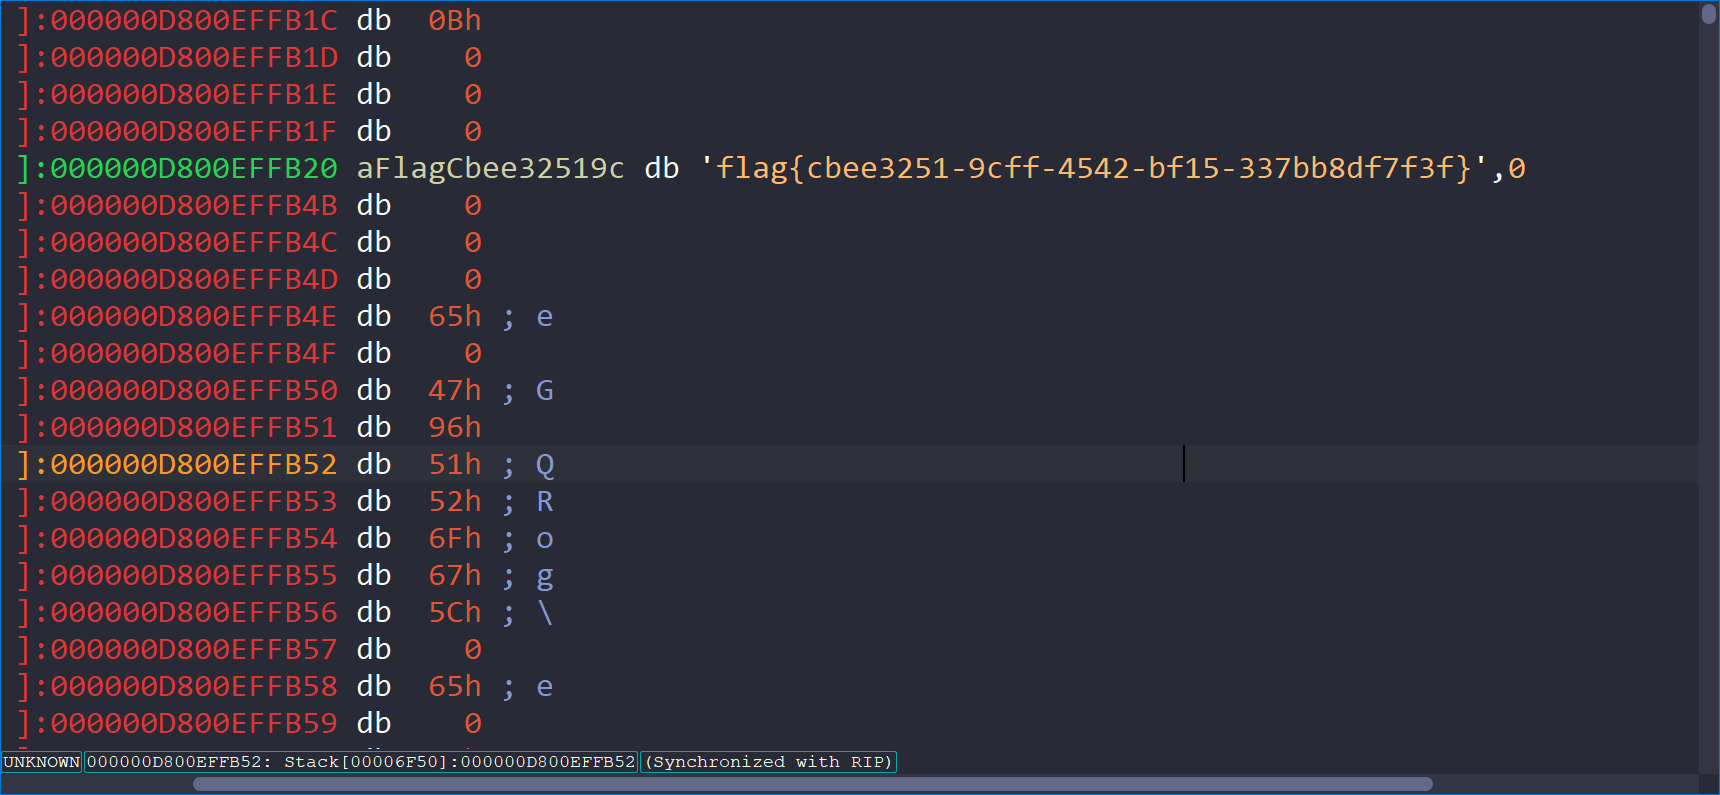 ]:000000D800EFFB1C db 0Bh
]:000000D800EFFB1D db 0
]:000000D800EFFB1E db 0
]:000000D800EFFB1F db 0
]:000000D800EFFB20 aFlagCbee32519c db 'flag{cbee3251-9cff-4542-bf15-337bb8df7f3f}',0
]:000000D800EFFB4B db 0
]:000000D800EFFB4C db 0
]:000000D800EFFB4D db 0
]:000000D800EFFB4E db 65h ; e
]:000000D800EFFB4F db 0
]:000000D800EFFB50 db 47h ; G
]:000000D800EFFB51 db 96h
]:000000D800EFFB52 db 51h ; Q
]:000000D800EFFB53 db 52h ; R
]:000000D800EFFB54 db 6Fh ; o
]:000000D800EFFB55 db 67h ; g
]:000000D800EFFB56 db 5Ch ; \
]:000000D800EFFB57 db 0
]:000000D800EFFB58 db 65h ; e
]:000000D800EFFB59 db 0
UNKNOWN 000000D800EFFB52: Stack[00006F50]:000000D800EFFB52 (Synchronized with RIP)